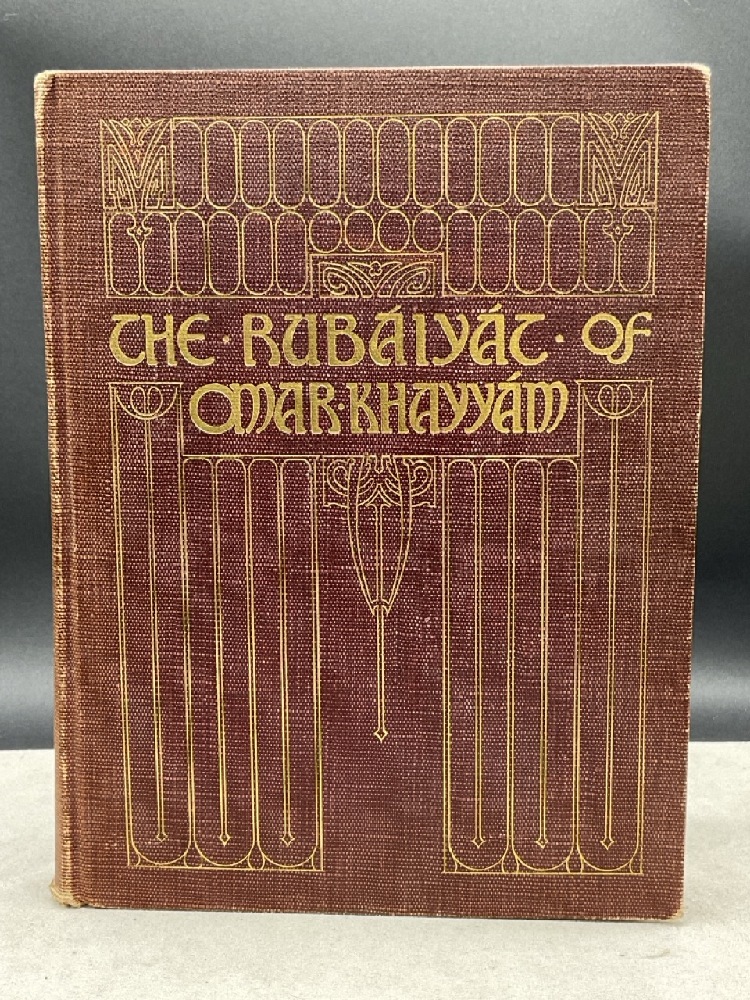 THE · RUBÁIYÁT · OF
OMAR · KHAYYÁM